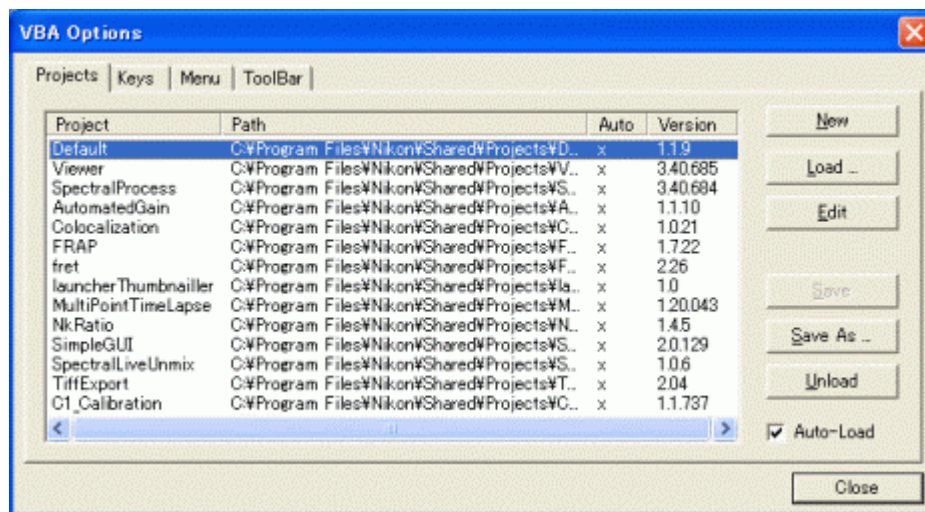 VBA Options
Projects Keys Menu ToolBar
Project Path Auto Version
Default C:¥Program Files¥Nikon¥Shared¥Projects¥D... x 1.1.9
Viewer C:¥Program Files¥Nikon¥Shared¥Projects¥V... x 3.40.685
SpectralProcess C:¥Program Files¥Nikon¥Shared¥Projects¥S... x 3.40.684
AutomatedGain C:¥Program Files¥Nikon¥Shared¥Projects¥A... x 1.1.10
Colocalization C:¥Program Files¥Nikon¥Shared¥Projects¥C... x 1.0.21
FRAP C:¥Program Files¥Nikon¥Shared¥Projects¥F... x 1.7.22
fret C:¥Program Files¥Nikon¥Shared¥Projects¥F... x 2.26
launcherThumbnailler C:¥Program Files¥Nikon¥Shared¥Projects¥la... x 1.0
MultiPointTimeLapse C:¥Program Files¥Nikon¥Shared¥Projects¥M... x 1.20.043
NkRatio C:¥Program Files¥Nikon¥Shared¥Projects¥N... x 1.4.5
SimpleGUI C:¥Program Files¥Nikon¥Shared¥Projects¥S... x 2.0.129
SpectralLiveUnmix C:¥Program Files¥Nikon¥Shared¥Projects¥S... x 1.0.6
TiffExport C:¥Program Files¥Nikon¥Shared¥Projects¥T... x 2.04
C1_Calibration C:¥Program Files¥Nikon¥Shared¥Projects¥C... x 1.1.737
New
Load ...
Edit
Save
Save As ...
Unload
Auto-Load
Close